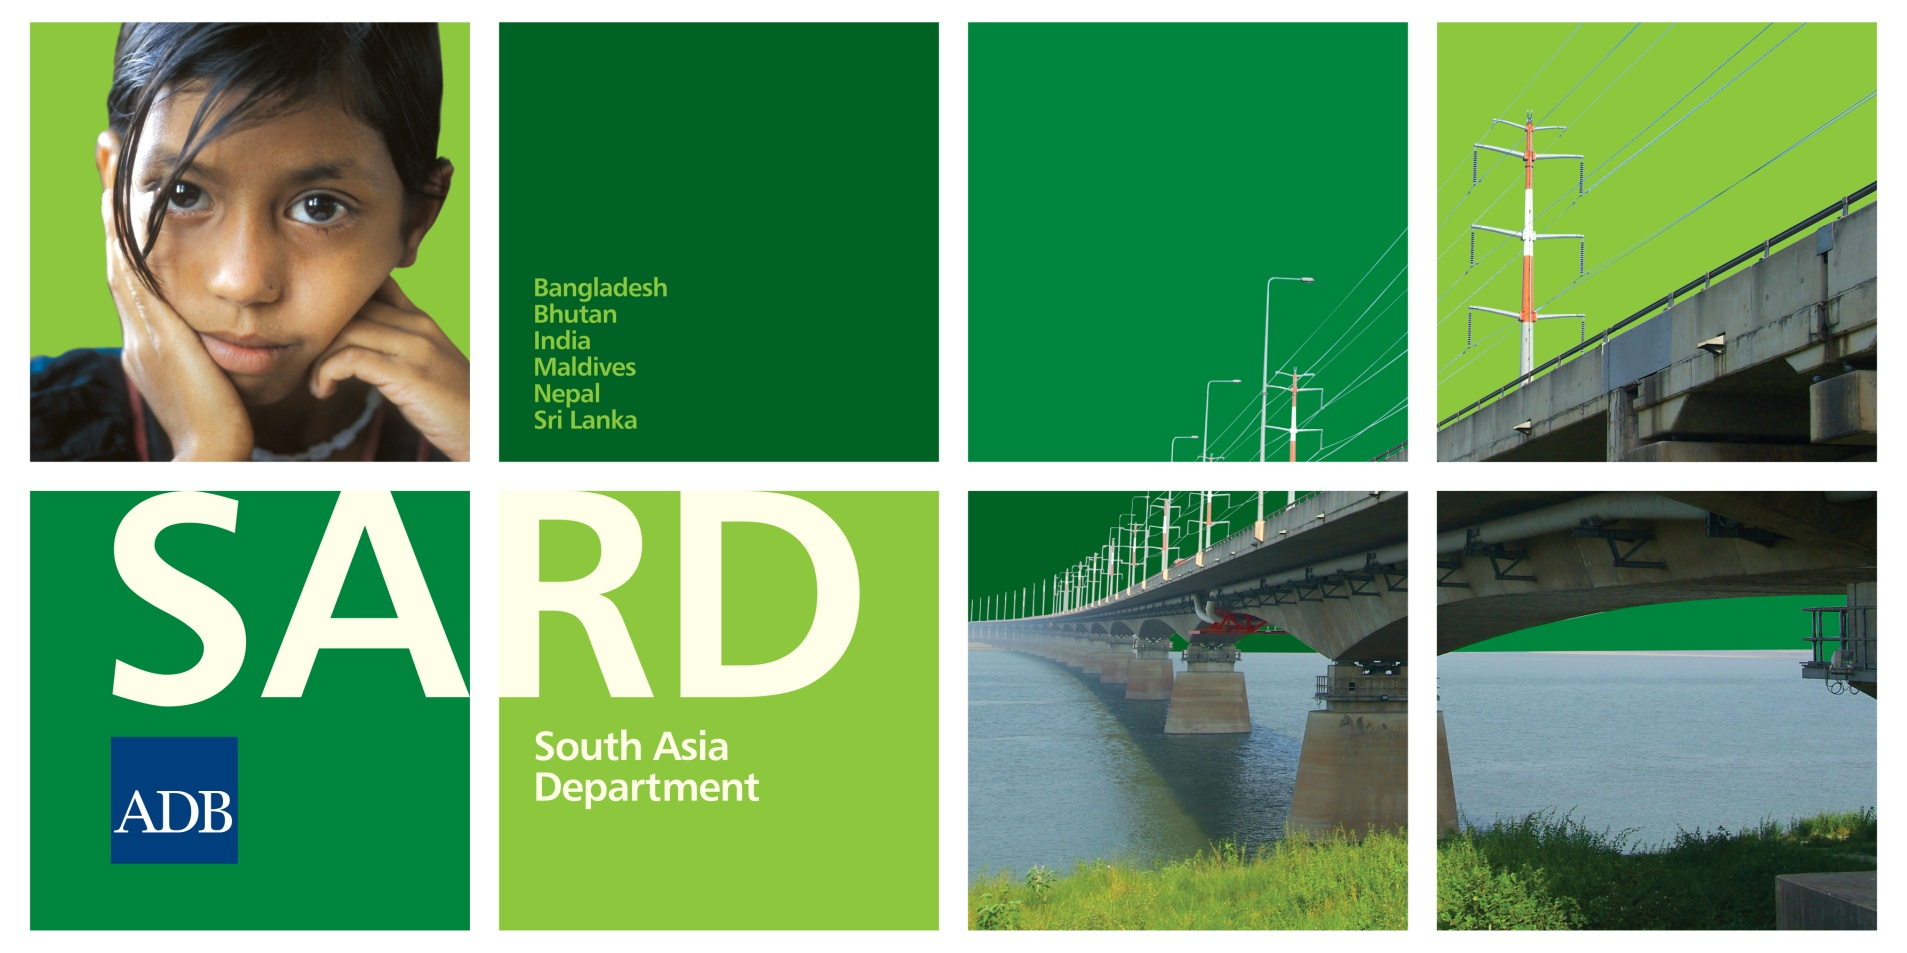 Bangladesh
Bhutan
India
Maldives
Nepal
Sri Lanka
SARD
South Asia
Department
ADB